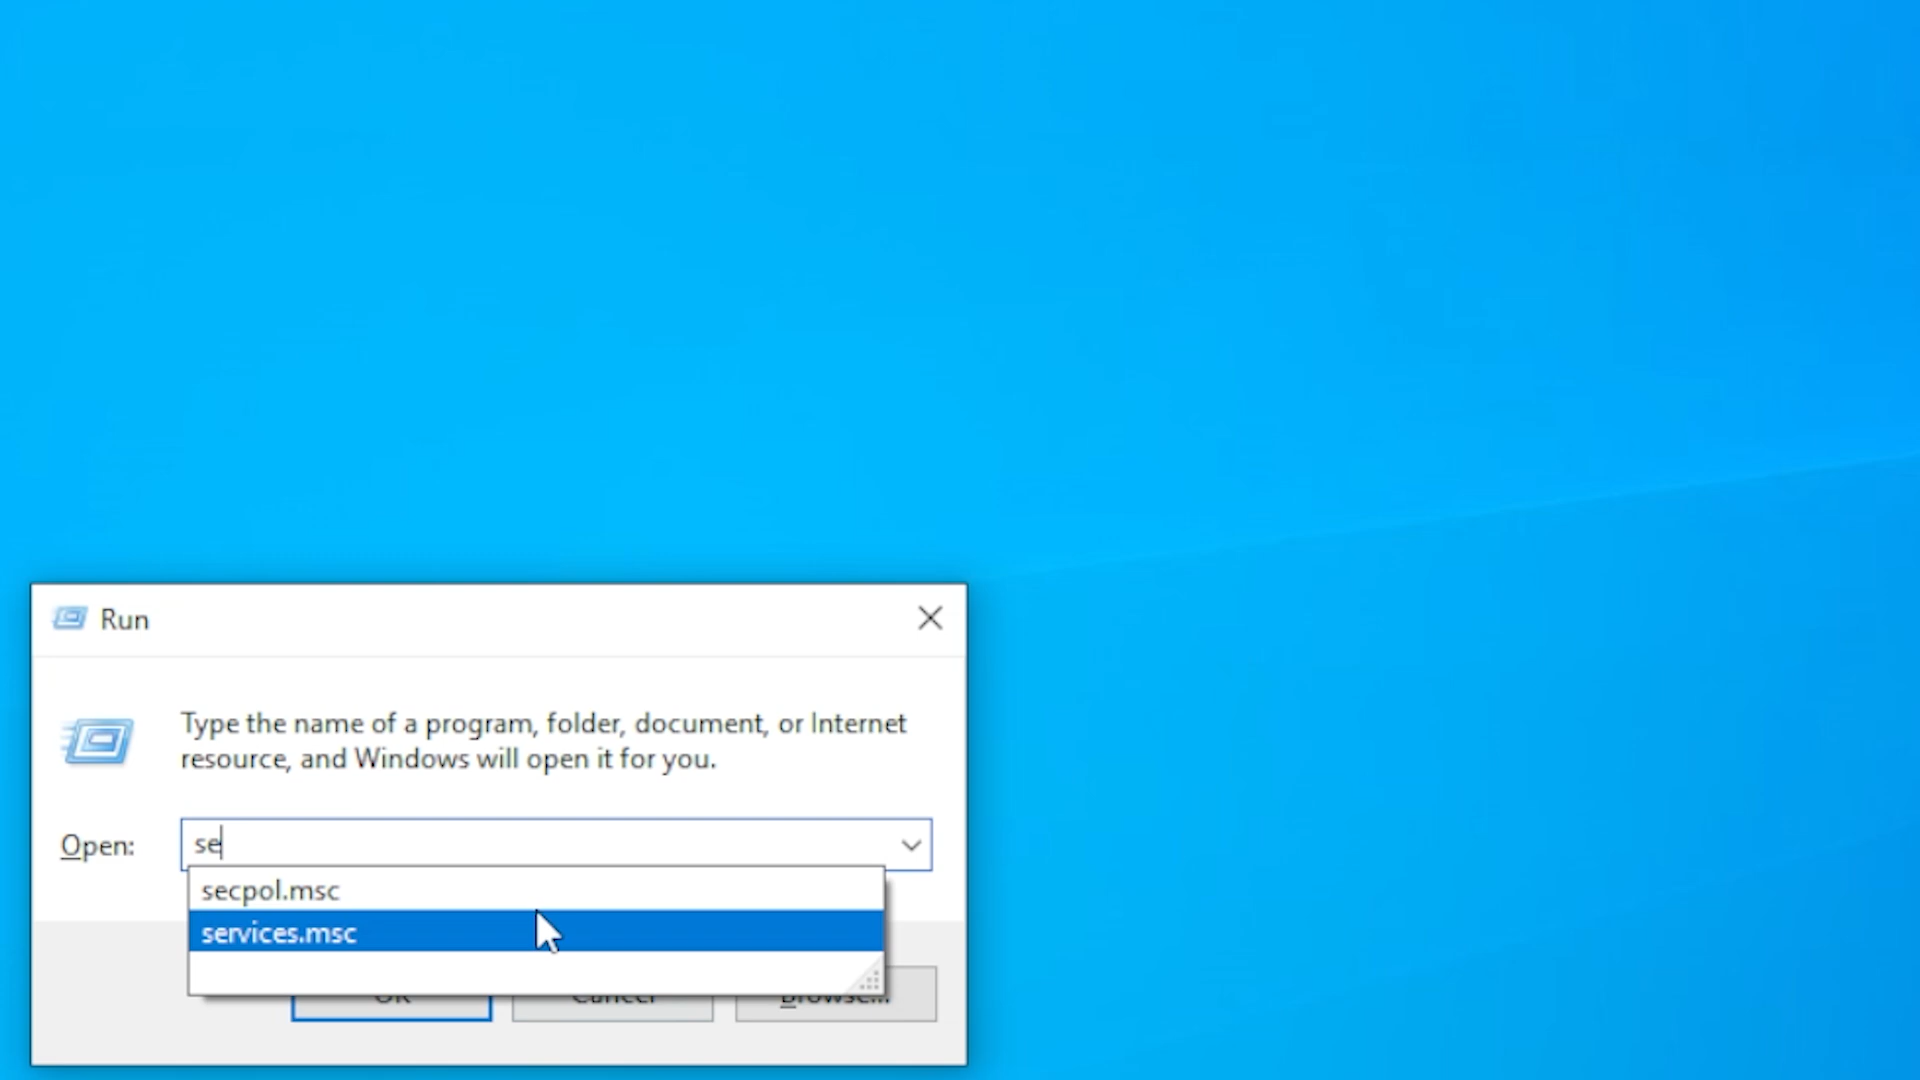 Run
Type the name of a program, folder, document, or Internet
resource, and Windows will open it for you.
Open: se
secpol.msc
services.msc
OK Cancel Browse...